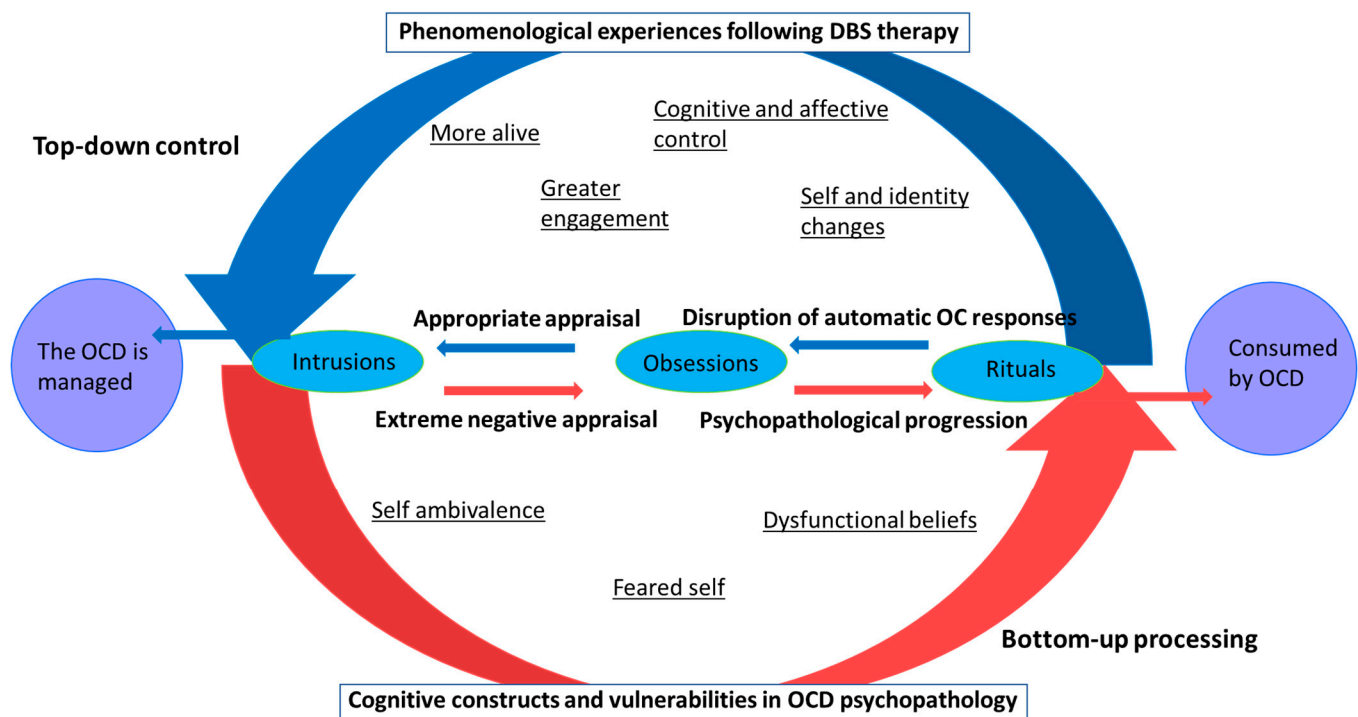 Phenomenological experiences following DBS therapy
Top-down control
More alive
Cognitive and affective
control
Greater
engagement
Self and identity
changes
The OCD is
managed
Appropriate appraisal
Disruption of automatic OC responses
Intrusions
Obsessions
Rituals
Consumed
by OCD
Extreme negative appraisal
Psychopathological progression
Self ambivalence
Dysfunctional beliefs
Feared self
Bottom-up processing
Cognitive constructs and vulnerabilities in OCD psychopathology